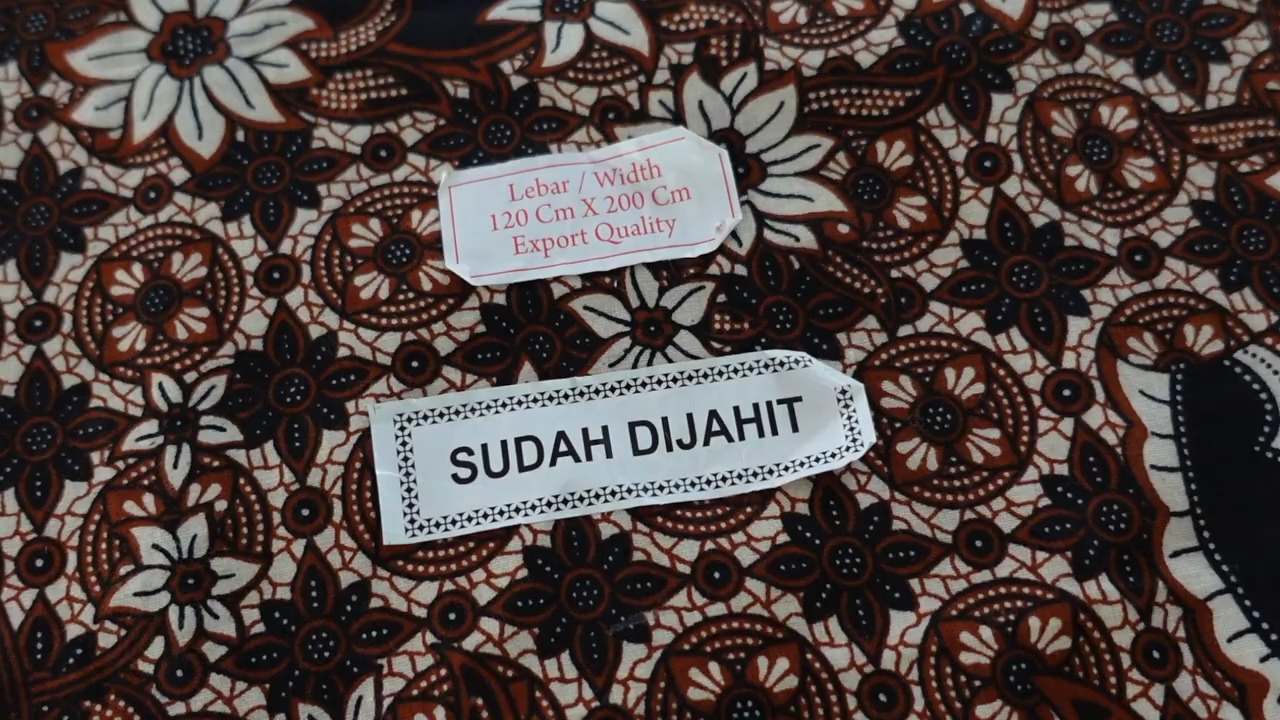 Lebar / Width
120 Cm X 200 Cm
Export Quality
SUDAH DIJAHIT